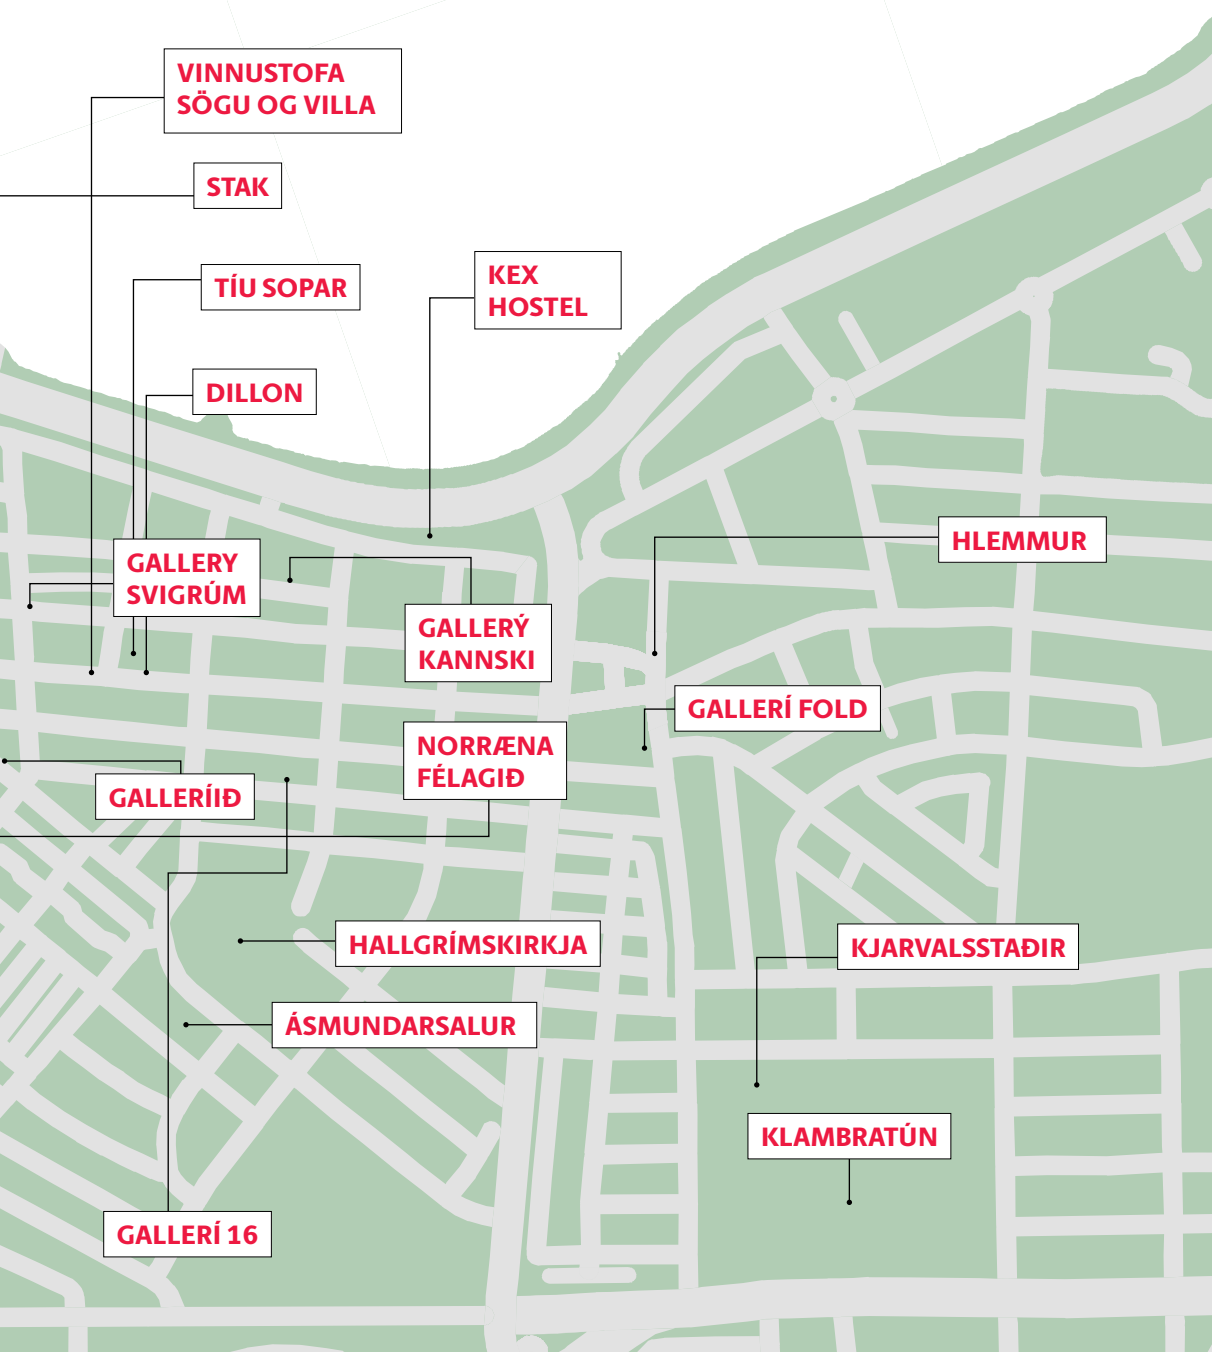 VINNUSTOFA
SÖGU OG VILLA
STAK
TÍU SOPAR
KEX
HOSTEL
DILLON
HLEMMUR
GALLERY
SVIGRÚM
GALLERÝ
KANNSKI
GALLERÍ FOLD
NORRÆNA
FÉLAGIÐ
GALLERÍIÐ
HALLGRÍMSKIRKJA
KJARVALSSTAÐIR
ÁSMUNDARSALUR
KLAMBRATÚN
GALLERÍ 16